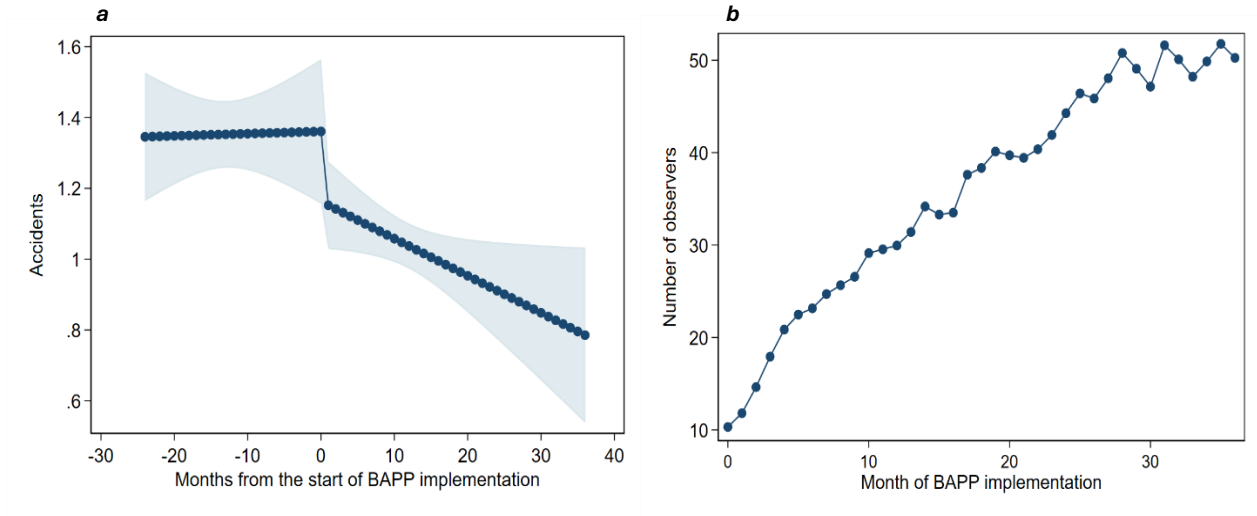 a
1.6
1.4
1.2
1
.8
.6
Accidents
-30 -20 -10 0 10 20 30 40
Months from the start of BAPP implementation
b
50
40
30
20
10
Number of observers
0 10 20 30
Month of BAPP implementation